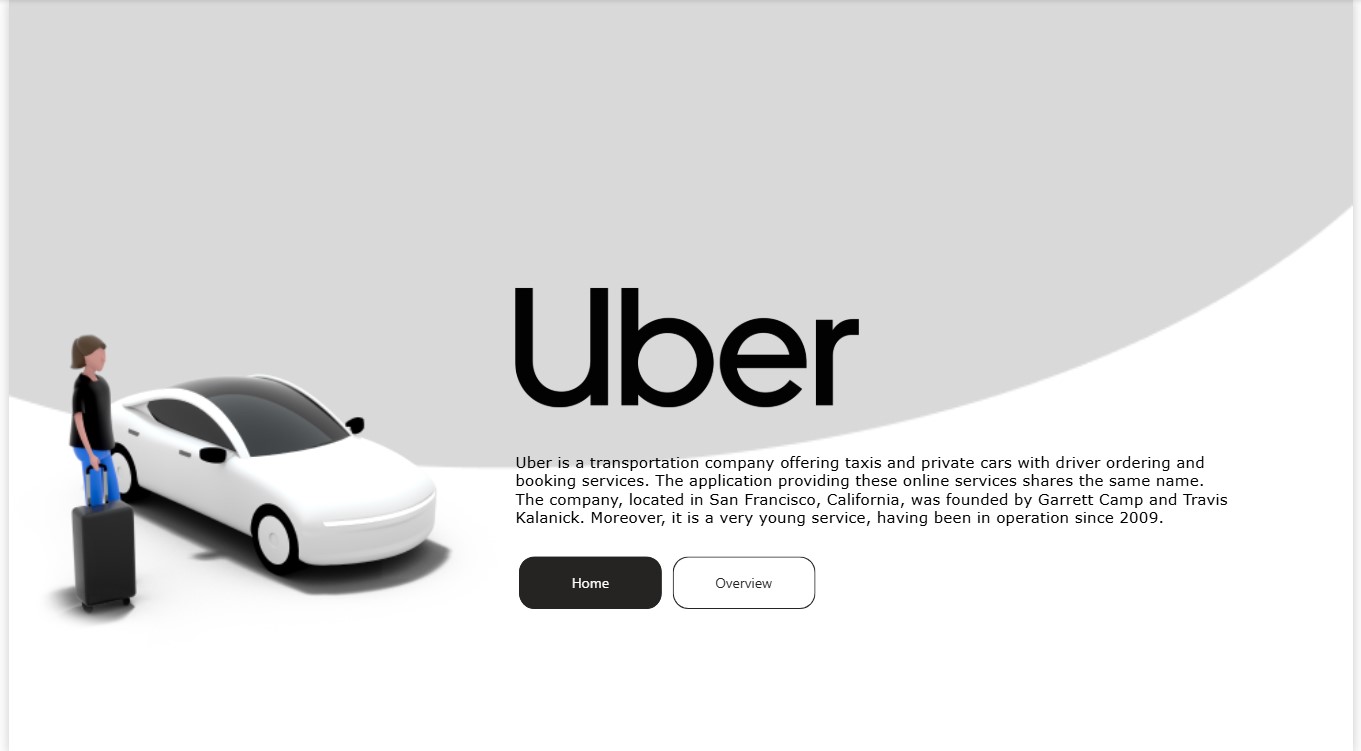 Uber
Uber is a transportation company offering taxis and private cars with driver ordering and
booking services. The application providing these online services shares the same name.
The company, located in San Francisco, California, was founded by Garrett Camp and Travis
Kalanick. Moreover, it is a very young service, having been in operation since 2009.
Home
Overview